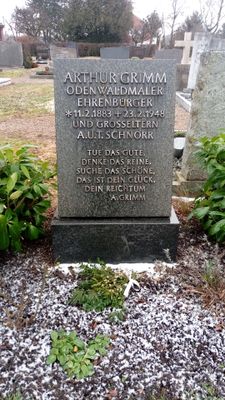 ARTHUR GRIMM
ODENWALDMALER
EHRENBÜRGER
*11.2.1883 +23.2.1948
UND GROSSELTERN
A.U.T. SCHNORR
TUE DAS GUTE,
DENKE DAS REINE,
SUCHE DAS SCHÖNE,
DAS IST DEIN GLÜCK,
DEIN REICHTUM
A. GRIMM